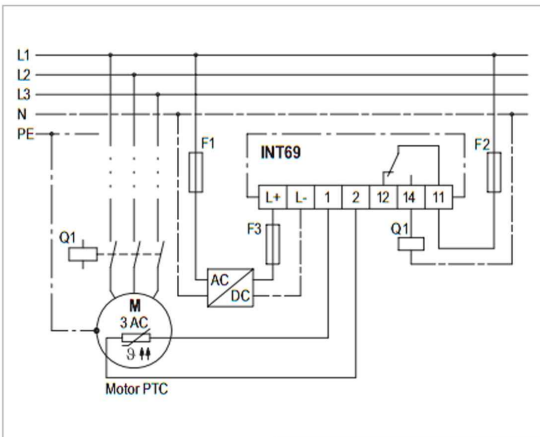 L1
L2
L3
N
PE
F1
INT69
F2
L+ L- 1 2 12 14 11
Q1
F3
Q1
AC
DC
M
3 AC
ϑ
Motor PTC